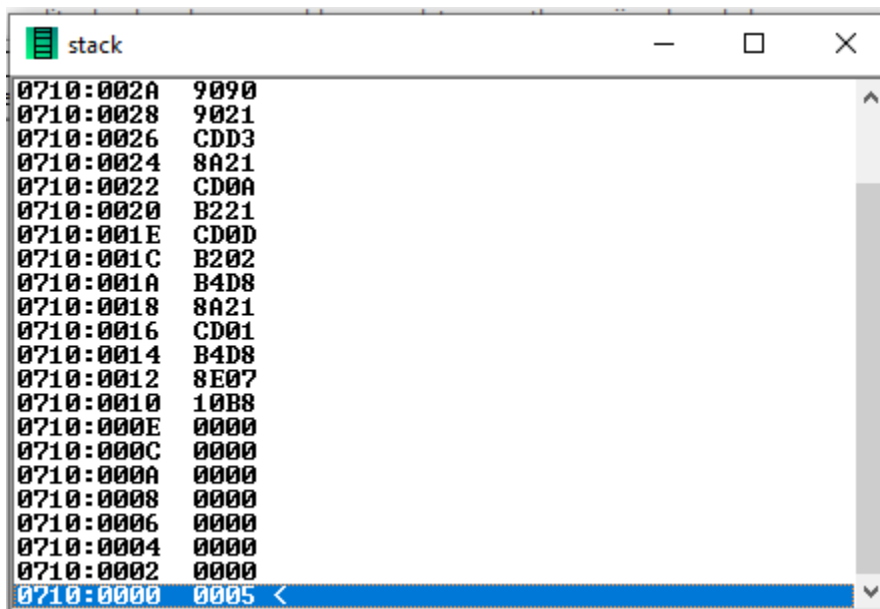 stack
0710:002A 9090
0710:0028 9021
0710:0026 CDD3
0710:0024 8A21
0710:0022 CD0A
0710:0020 B221
0710:001E CD0D
0710:001C B202
0710:001A B4D8
0710:0018 8A21
0710:0016 CD01
0710:0014 B4D8
0710:0012 8E07
0710:0010 10B8
0710:000E 0000
0710:000C 0000
0710:000A 0000
0710:0008 0000
0710:0006 0000
0710:0004 0000
0710:0002 0000
0710:0000 0005 <